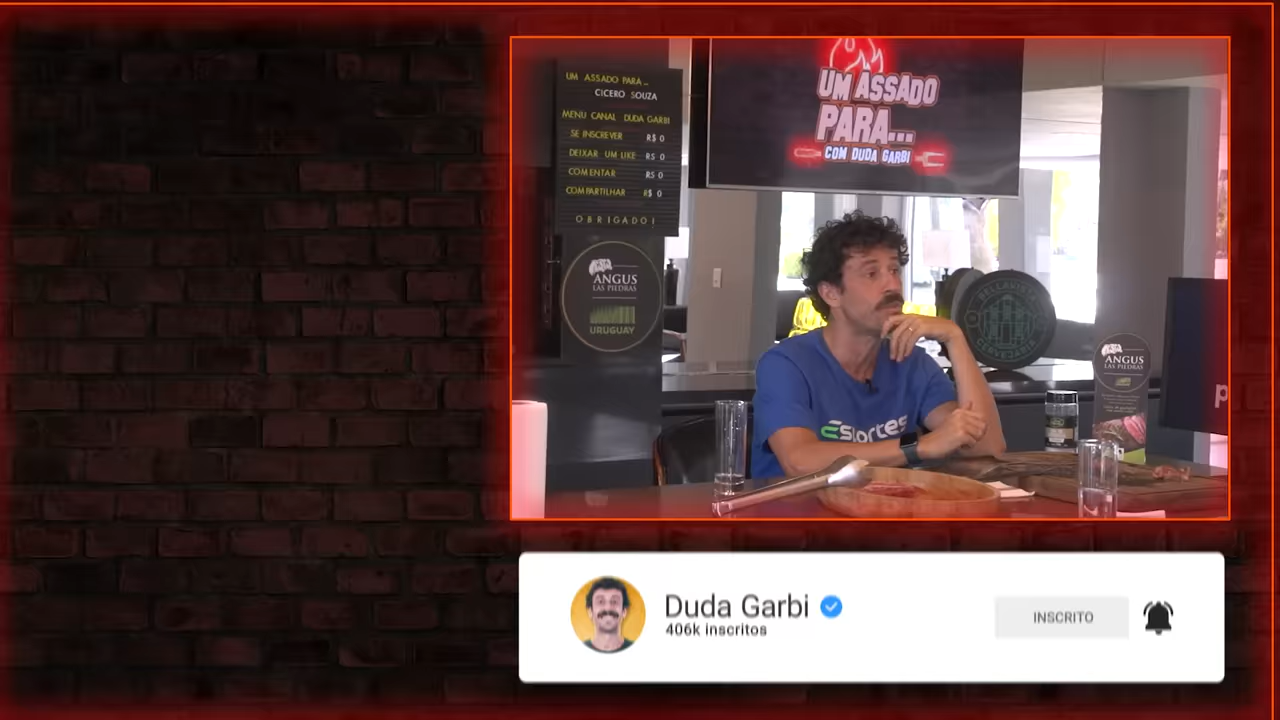 UM ASSADO PARA...
CICERO SOUZA
MENU CANAL DUDA GARBI
SE INSCREVER R$ 0
DEIXAR UM LIKE R$ 0
COMENTAR R$ 0
COMPARTILHAR R$ 0
OBRIGADO!
ANGUS
LAS PIEDRAS
URUGUAY
UM ASSADO
PARA...
COM DUDA GARBI
BELLAVISTA
CERVEJARIA
ANGUS
LAS PIEDRAS
Esportes
p
Duda Garbi
406k inscritos
INSCRITO